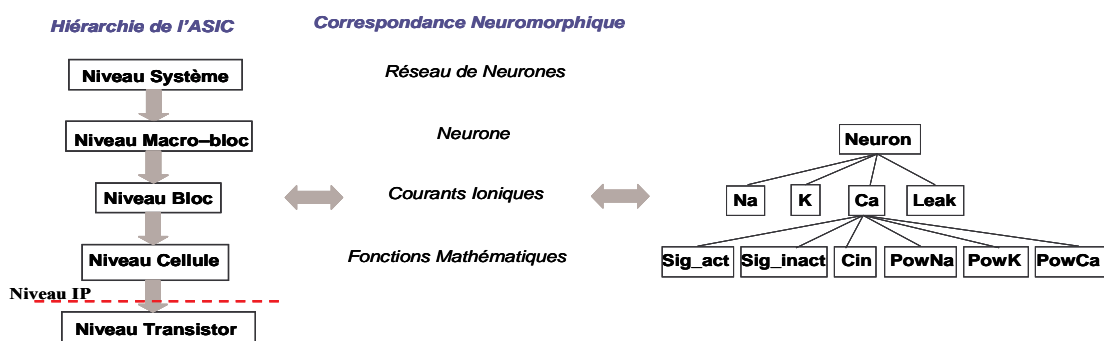 Hiérarchie de l'ASIC
Correspondance Neuromorphique
Niveau Système
Réseau de Neurones
Niveau Macro–bloc
Neurone
Neuron
Niveau Bloc
Courants Ioniques
Na
K
Ca
Leak
Niveau Cellule
Fonctions Mathématiques
Sig_act
Sig_inact
Cin
PowNa
PowK
PowCa
Niveau IP
Niveau Transistor